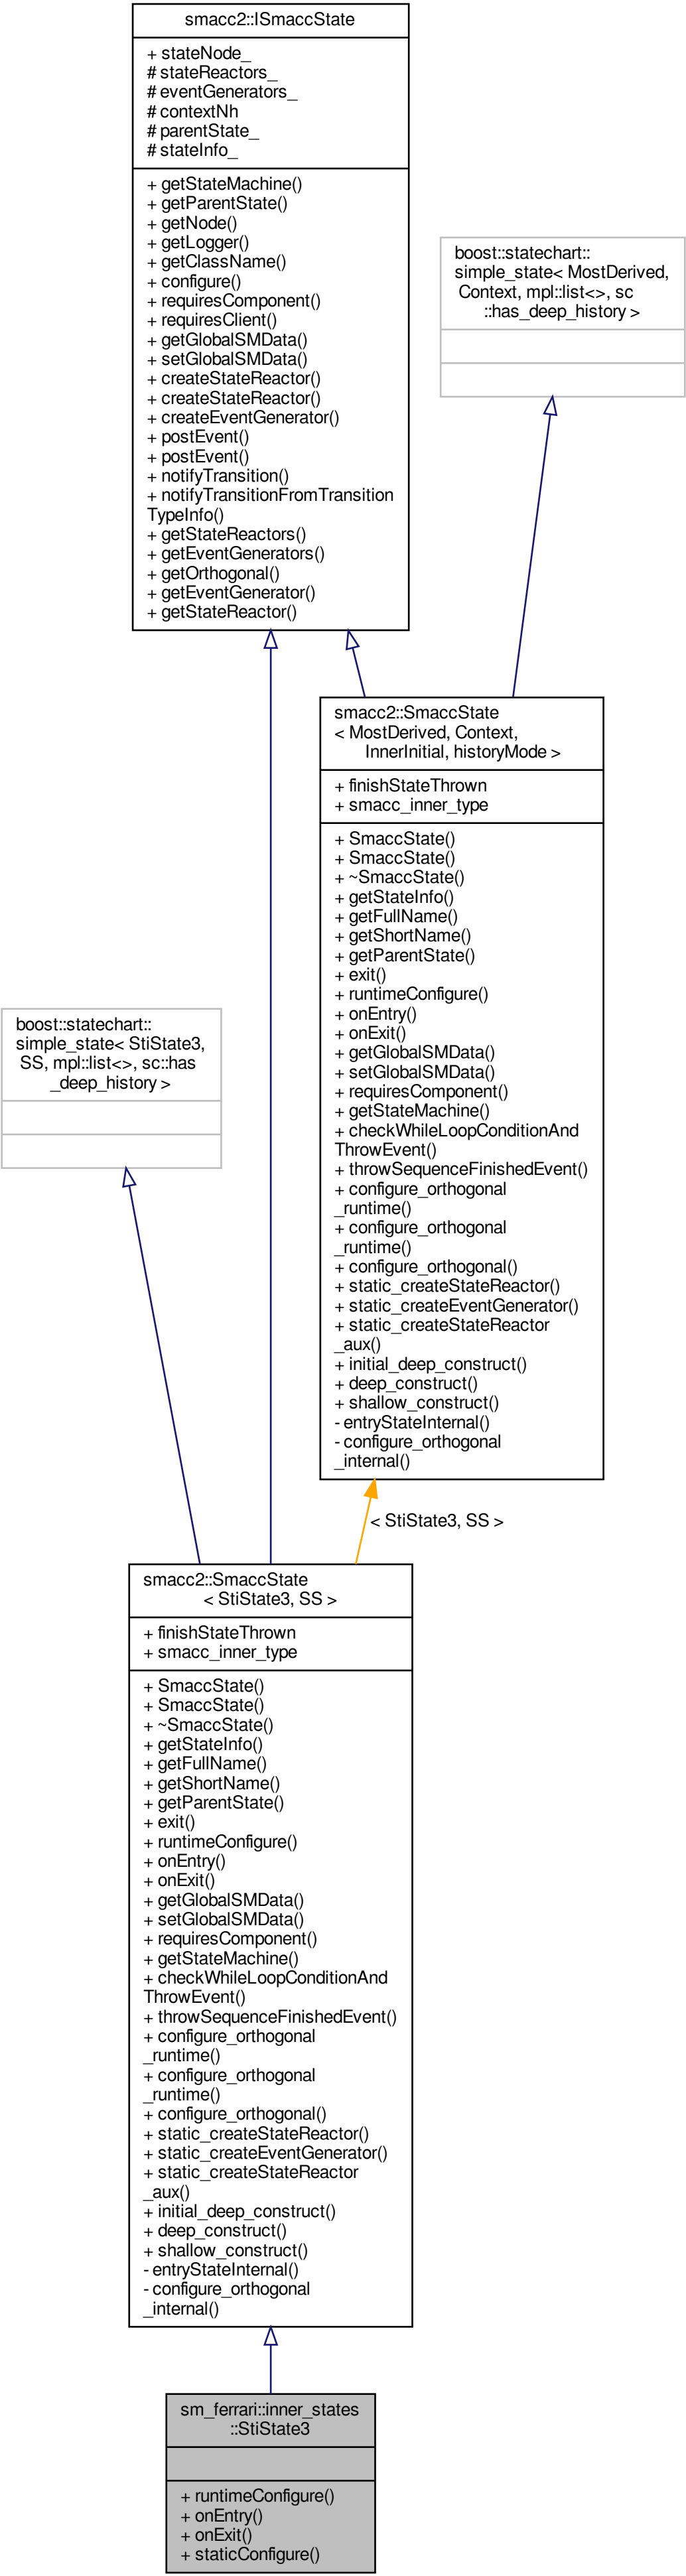 smacc2::ISmaccState
+ stateNode_
# stateReactors_
# eventGenerators_
# contextNh
# parentState_
# stateInfo_
+ getStateMachine()
+ getParentState()
+ getNode()
+ getLogger()
+ getClassName()
+ configure()
+ requiresComponent()
+ requiresClient()
+ getGlobalSMData()
+ setGlobalSMData()
+ createStateReactor()
+ createStateReactor()
+ createEventGenerator()
+ postEvent()
+ postEvent()
+ notifyTransition()
+ notifyTransitionFromTransition
TypeInfo()
+ getStateReactors()
+ getEventGenerators()
+ getOrthogonal()
+ getEventGenerator()
+ getStateReactor()
boost::statechart::
simple_state< MostDerived,
Context, mpl::list<>, sc
::has_deep_history >
smacc2::SmaccState
< MostDerived, Context,
InnerInitial, historyMode >
+ finishStateThrown
+ smacc_inner_type
+ SmaccState()
+ SmaccState()
+ ~SmaccState()
+ getStateInfo()
+ getFullName()
+ getShortName()
+ getParentState()
+ exit()
+ runtimeConfigure()
+ onEntry()
+ onExit()
+ getGlobalSMData()
+ setGlobalSMData()
+ requiresComponent()
+ getStateMachine()
+ checkWhileLoopConditionAnd
ThrowEvent()
+ throwSequenceFinishedEvent()
+ configure_orthogonal
_runtime()
+ configure_orthogonal
_runtime()
+ configure_orthogonal()
+ static_createStateReactor()
+ static_createEventGenerator()
+ static_createStateReactor
_aux()
+ initial_deep_construct()
+ deep_construct()
+ shallow_construct()
- entryStateInternal()
- configure_orthogonal
_internal()
boost::statechart::
simple_state< StiState3,
SS, mpl::list<>, sc::has
_deep_history >
< StiState3, SS >
smacc2::SmaccState
< StiState3, SS >
+ finishStateThrown
+ smacc_inner_type
+ SmaccState()
+ SmaccState()
+ ~SmaccState()
+ getStateInfo()
+ getFullName()
+ getShortName()
+ getParentState()
+ exit()
+ runtimeConfigure()
+ onEntry()
+ onExit()
+ getGlobalSMData()
+ setGlobalSMData()
+ requiresComponent()
+ getStateMachine()
+ checkWhileLoopConditionAnd
ThrowEvent()
+ throwSequenceFinishedEvent()
+ configure_orthogonal
_runtime()
+ configure_orthogonal
_runtime()
+ configure_orthogonal()
+ static_createStateReactor()
+ static_createEventGenerator()
+ static_createStateReactor
_aux()
+ initial_deep_construct()
+ deep_construct()
+ shallow_construct()
- entryStateInternal()
- configure_orthogonal
_internal()
sm_ferrari::inner_states
::StiState3
+ runtimeConfigure()
+ onEntry()
+ onExit()
+ staticConfigure()